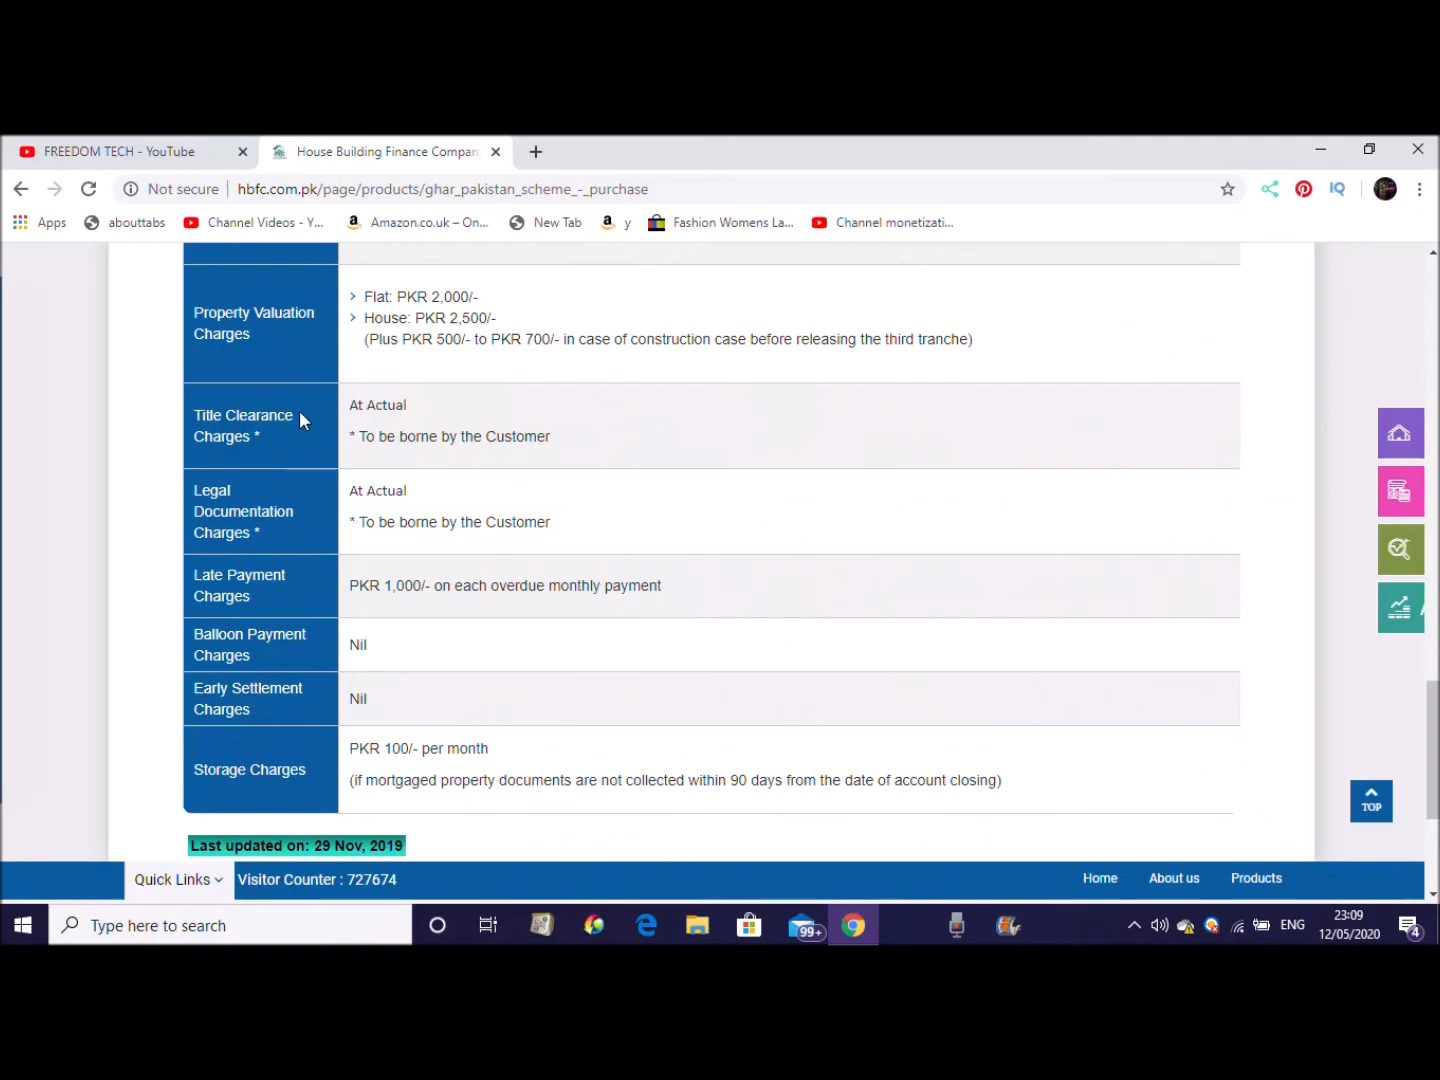 FREEDOM TECH - YouTube
House Building Finance Compan
Not secure
hbfc.com.pk/page/products/ghar_pakistan_scheme_-_purchase
Apps
abouttabs
Channel Videos - Y...
Amazon.co.uk – On...
New Tab
y
Fashion Womens La...
Channel monetizati...
Property Valuation
Charges
Flat: PKR 2,000/-
House: PKR 2,500/-
(Plus PKR 500/- to PKR 700/- in case of construction case before releasing the third tranche)
Title Clearance
Charges *
At Actual
* To be borne by the Customer
Legal
Documentation
Charges *
At Actual
* To be borne by the Customer
Late Payment
Charges
PKR 1,000/- on each overdue monthly payment
Balloon Payment
Charges
Nil
Early Settlement
Charges
Nil
Storage Charges
PKR 100/- per month
(if mortgaged property documents are not collected within 90 days from the date of account closing)
TOP
Last updated on: 29 Nov, 2019
Quick Links
Visitor Counter : 727674
Home
About us
Products
Type here to search
99+
ENG
23:09
12/05/2020
4